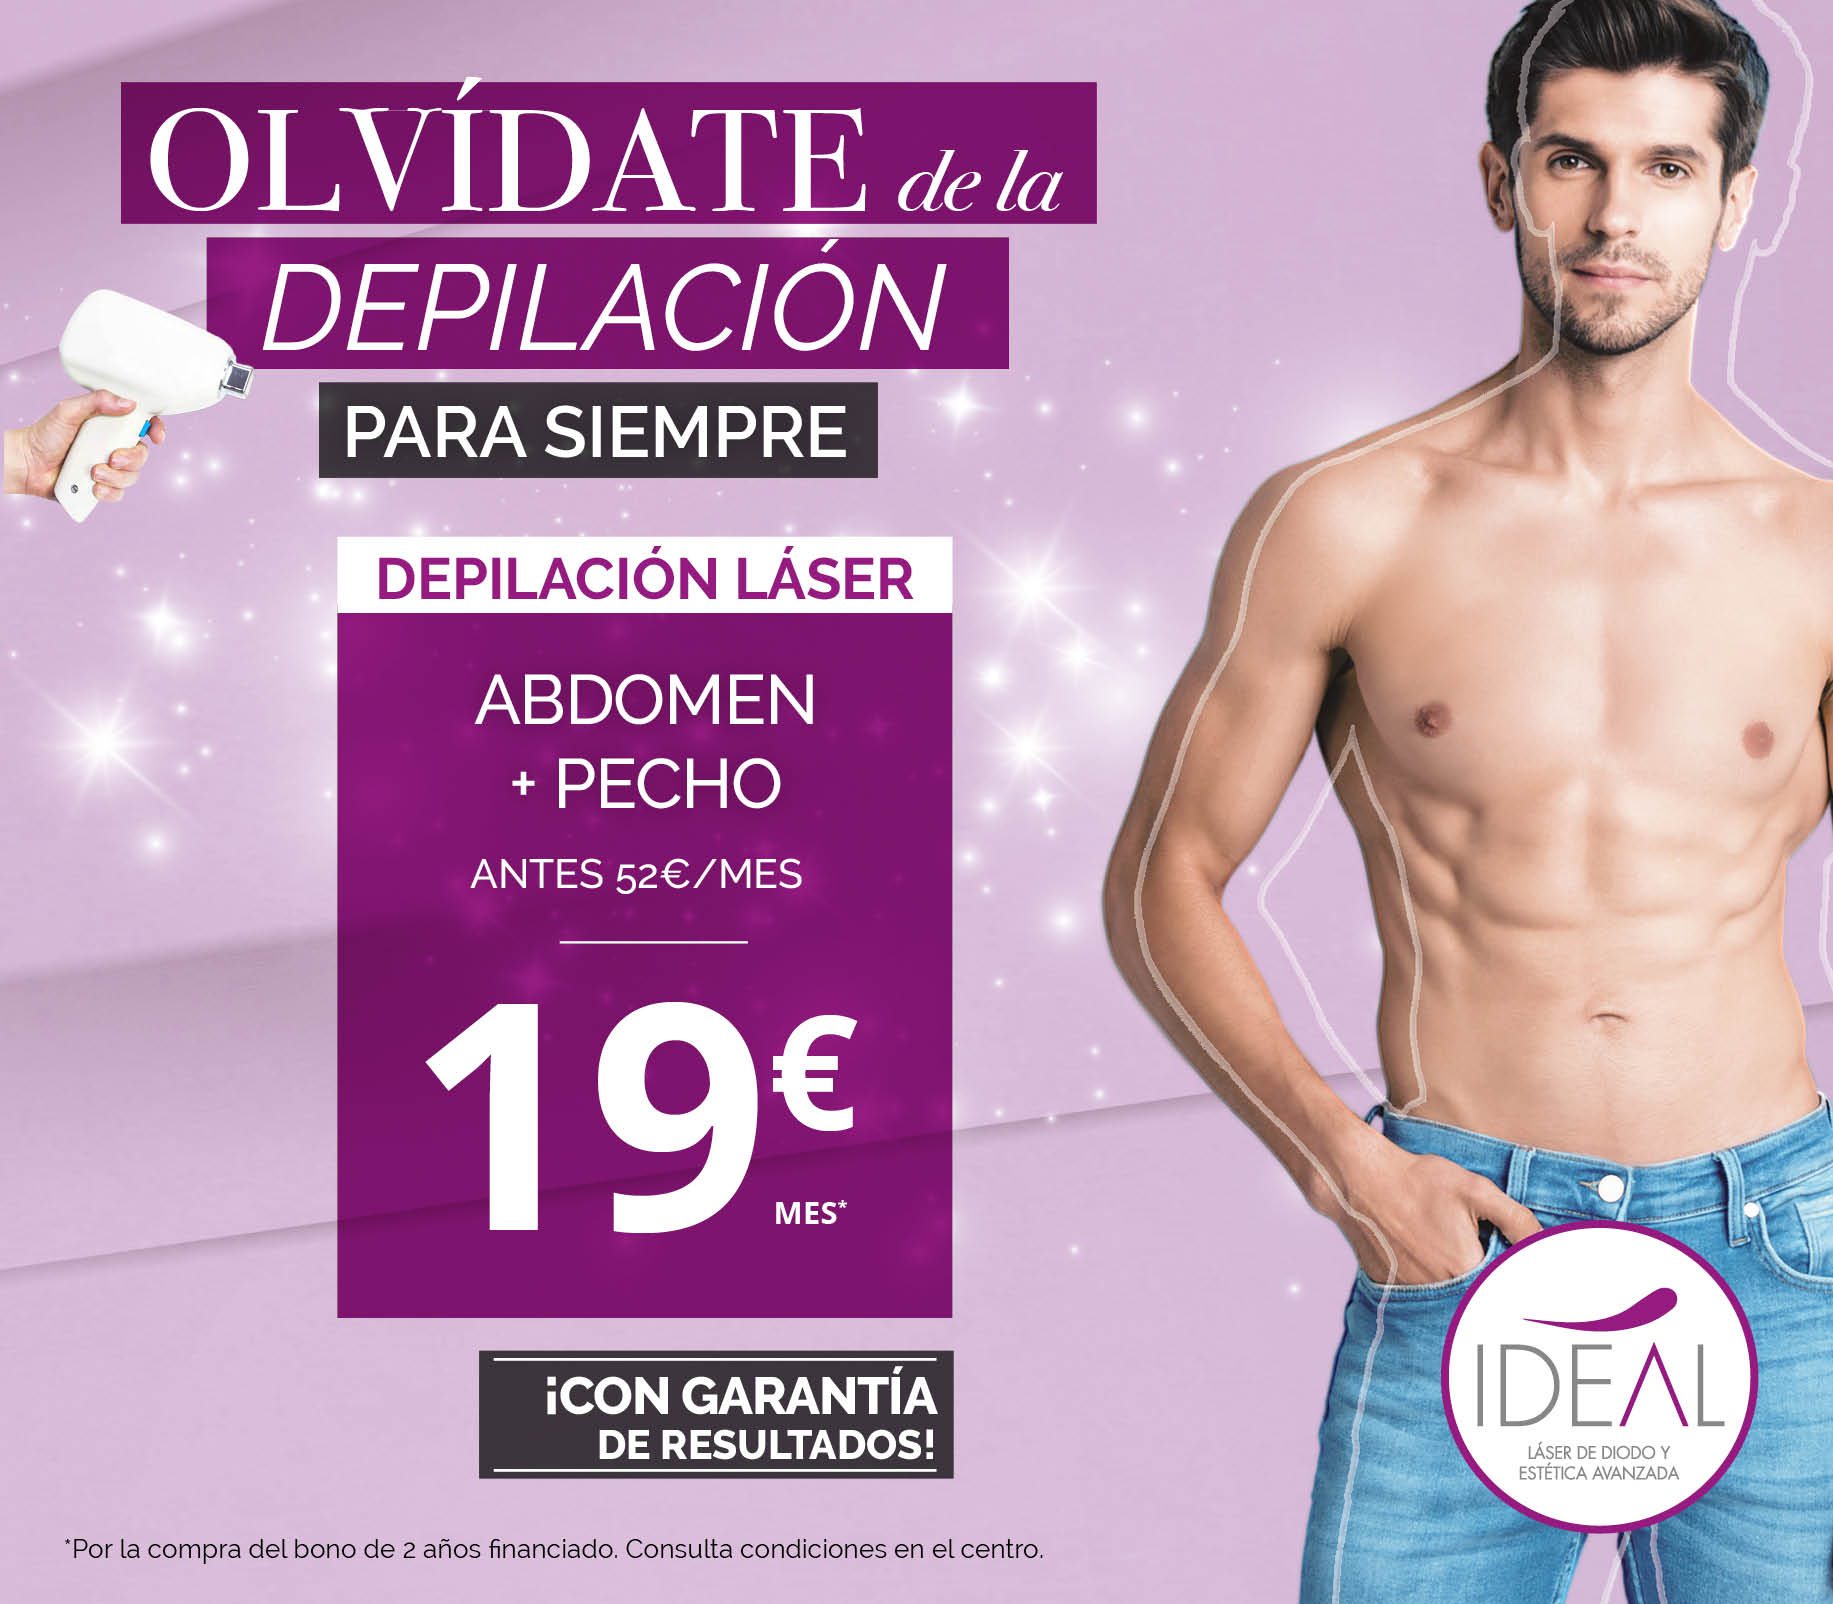 OLVÍDATE de la
DEPILACIÓN
PARA SIEMPRE
DEPILACIÓN LÁSER
ABDOMEN
+ PECHO
ANTES 52€/MES
19€
MES*
¡CON GARANTÍA
DE RESULTADOS!
IDEAL
LÁSER DE DIODO Y
ESTÉTICA AVANZADA
*Por la compra del bono de 2 años financiado. Consulta condiciones en el centro.